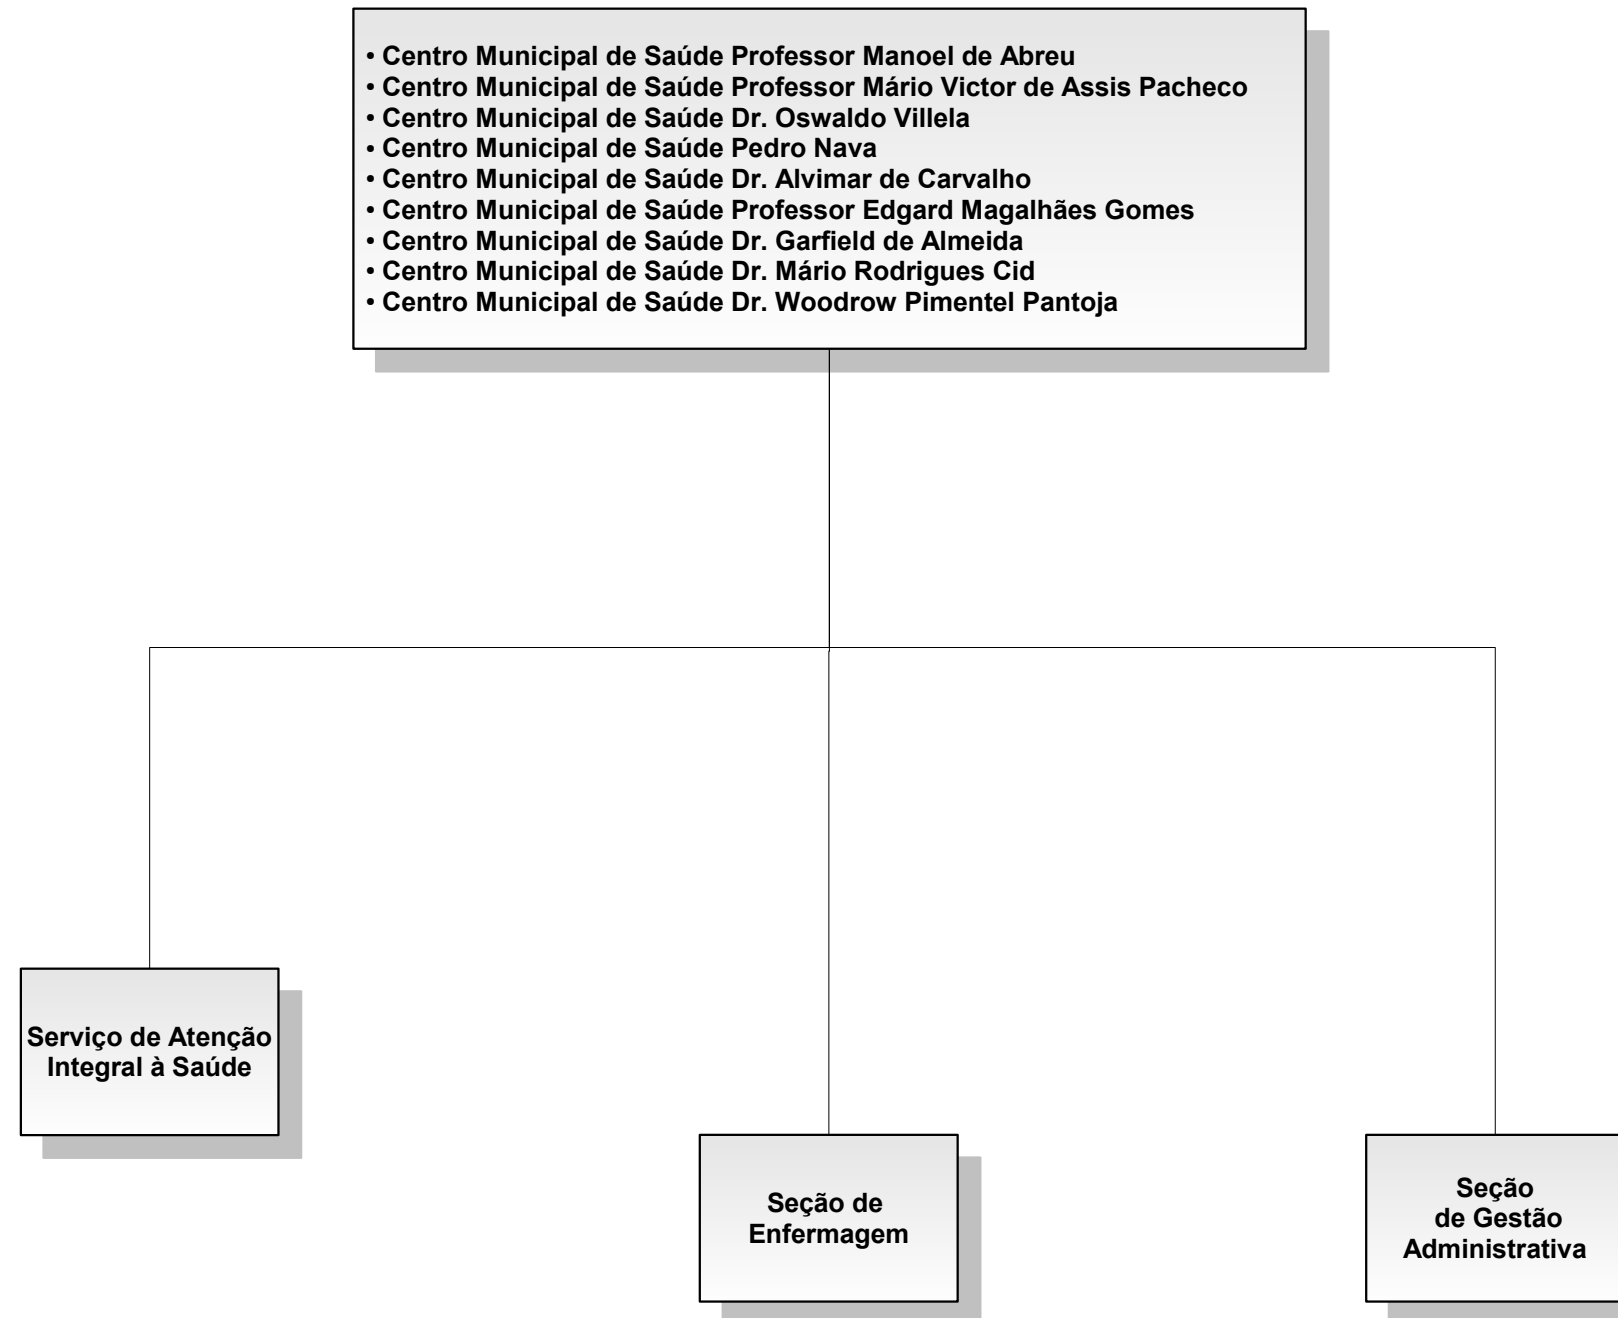 • Centro Municipal de Saúde Professor Manoel de Abreu
• Centro Municipal de Saúde Professor Mário Victor de Assis Pacheco
• Centro Municipal de Saúde Dr. Oswaldo Villela
• Centro Municipal de Saúde Pedro Nava
• Centro Municipal de Saúde Dr. Alvimar de Carvalho
• Centro Municipal de Saúde Professor Edgard Magalhães Gomes
• Centro Municipal de Saúde Dr. Garfield de Almeida
• Centro Municipal de Saúde Dr. Mário Rodrigues Cid
• Centro Municipal de Saúde Dr. Woodrow Pimentel Pantoja
Serviço de Atenção
Integral à Saúde
Seção de
Enfermagem
Seção
de Gestão
Administrativa